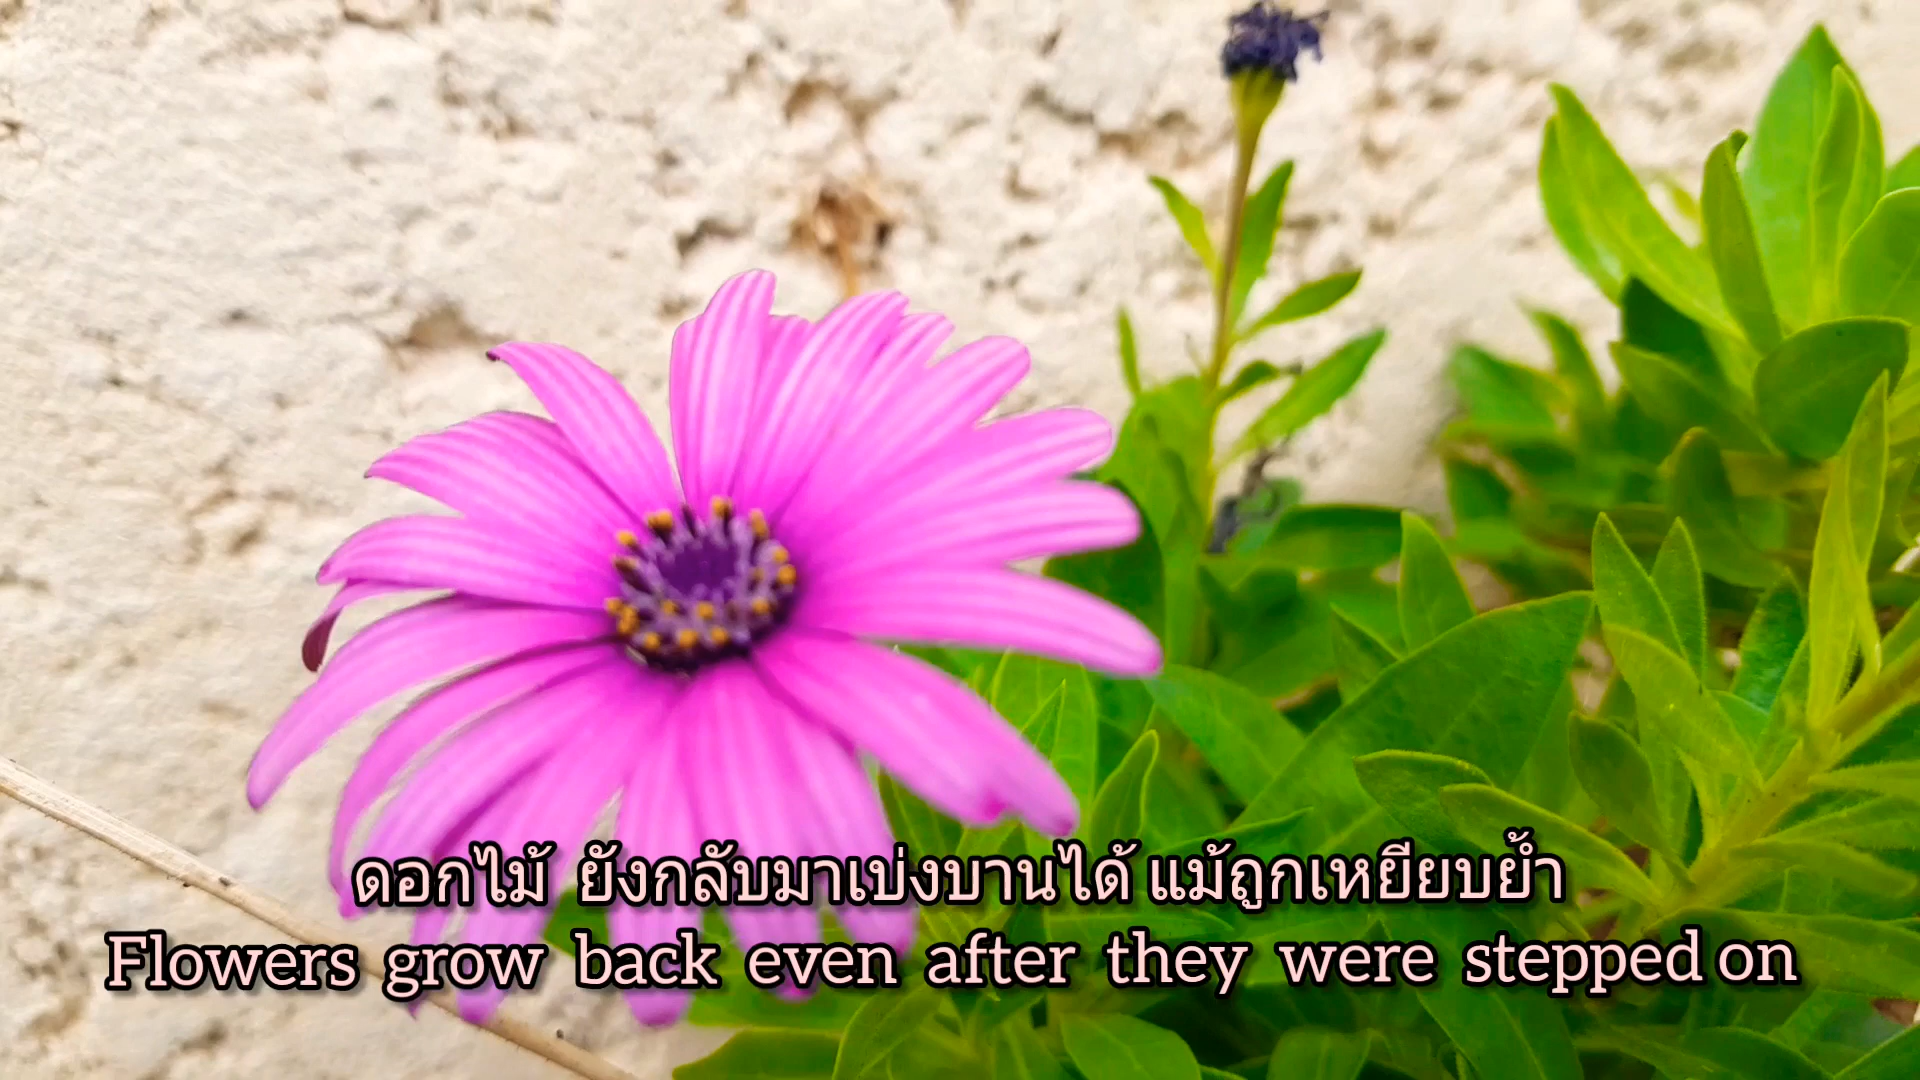 ดอกไม้ ยังกลับมาเบ่งบานได้ แม้ถูกเหยียบย้ำ
Flowers grow back even after they were stepped on